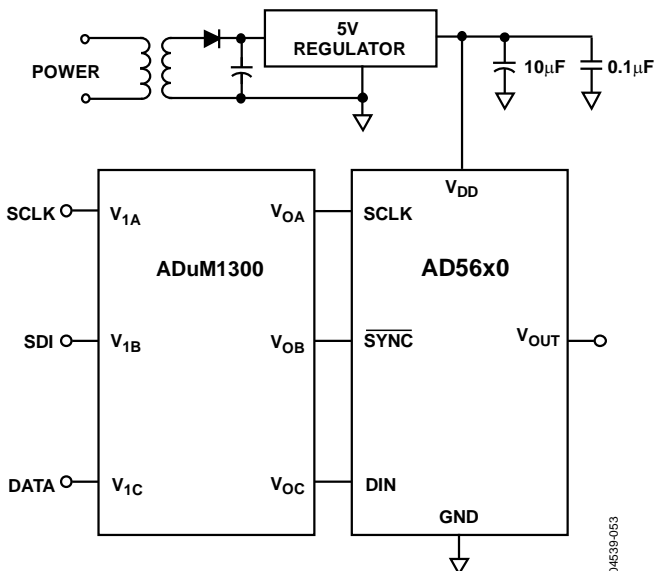 5V
REGULATOR
POWER
10µF
0.1µF
VDD
SCLK
V1A
VOA
SCLK
ADuM1300
AD56x0
SDI
V1B
VOB
SYNC
VOUT
DATA
V1C
VOC
DIN
GND
04539-053